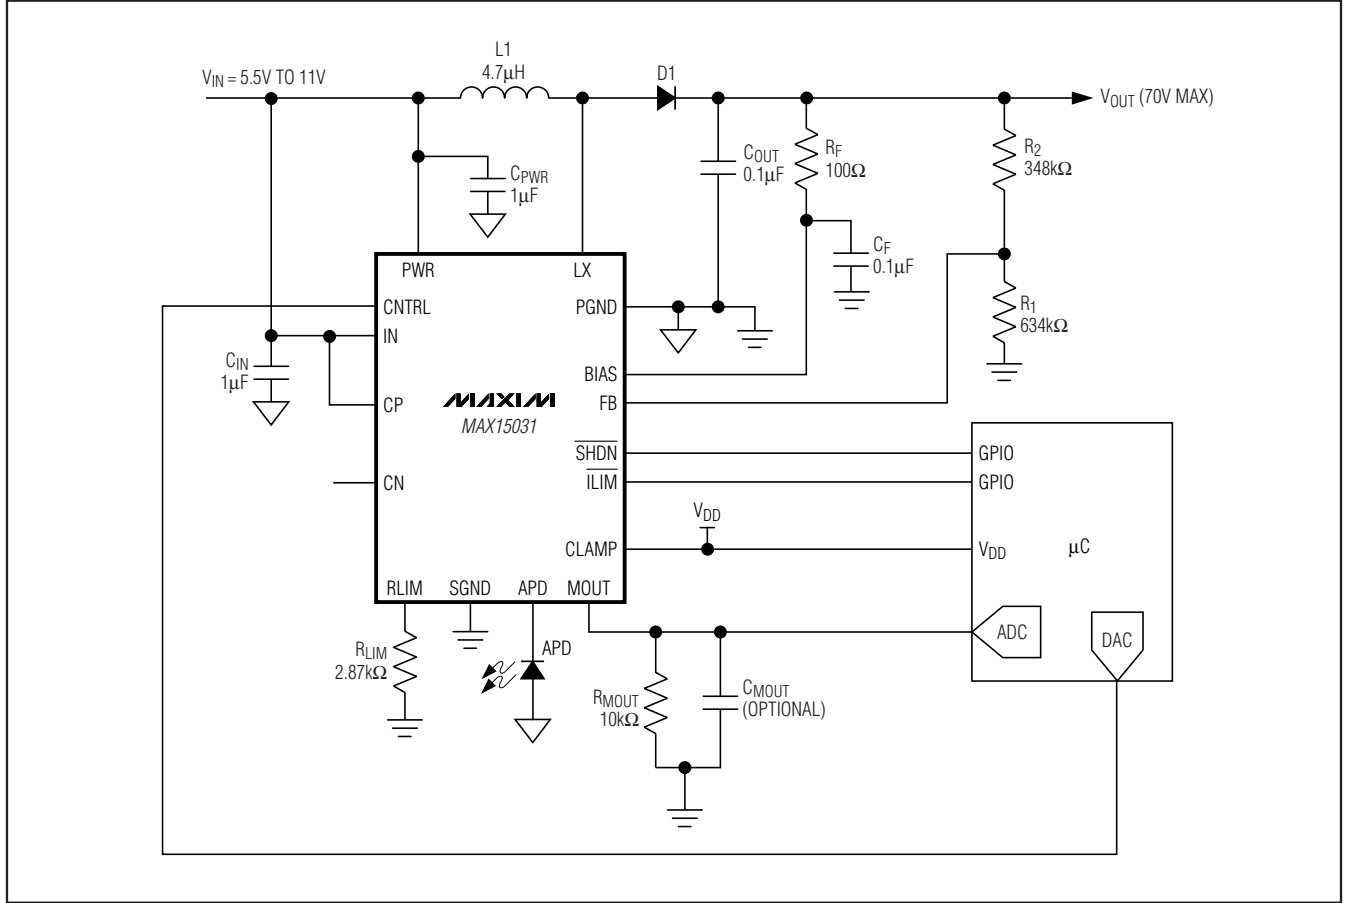 L1
4.7μH
V_IN = 5.5V TO 11V
D1
V_OUT (70V MAX)
C_OUT
0.1μF
R_F
100Ω
R_2
348kΩ
C_PWR
1μF
C_F
0.1μF
PWR
LX
CNTRL
PGND
R_1
634kΩ
IN
C_IN
1μF
BIAS
CP
MAXIM
FB
MAX15031
SHDN
GPIO
CN
ILIM
GPIO
V_DD
CLAMP
V_DD
μC
RLIM
SGND
APD
MOUT
ADC
DAC
R_LIM
2.87kΩ
APD
R_MOUT
10kΩ
C_MOUT
(OPTIONAL)